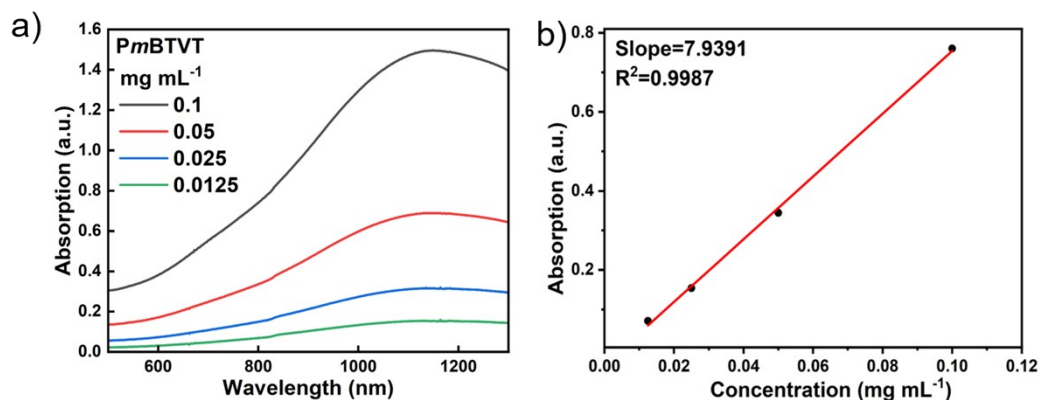 a)
PmBTVT
mg mL⁻¹
0.1
0.05
0.025
0.0125
Absorption (a.u.)
1.6
1.4
1.2
1.0
0.8
0.6
0.4
0.2
0.0
600 800 1000 1200
Wavelength (nm)
b)
Slope=7.9391
R²=0.9987
Absorption (a.u.)
0.8
0.6
0.4
0.2
0.00 0.02 0.04 0.06 0.08 0.10 0.12
Concentration (mg mL⁻¹)